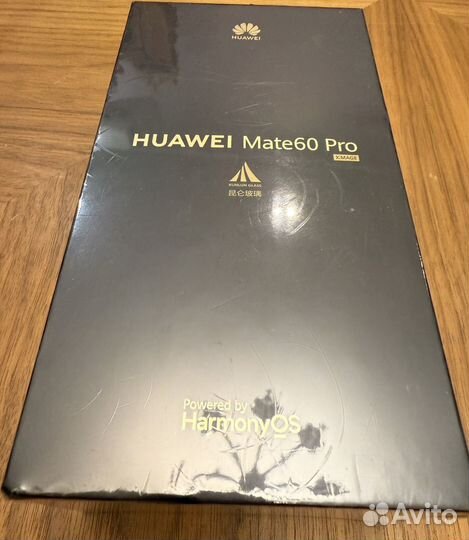 HUAWEI
HUAWEI Mate60 Pro
XMAGE
KUNLUN GLASS
昆仑玻璃
Powered by
HarmonyOS
Avito